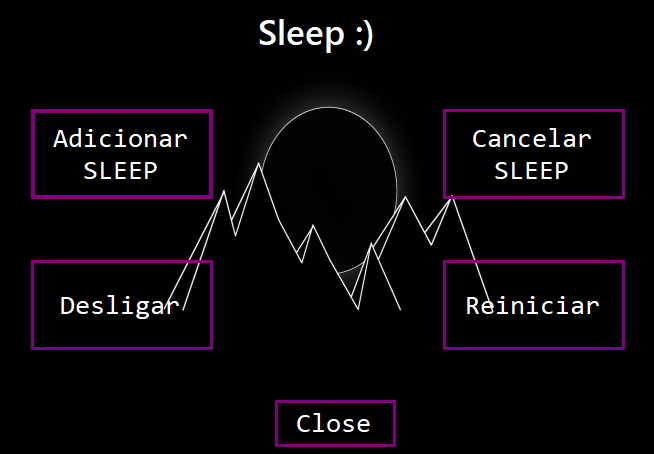 Sleep :)
Adicionar
SLEEP
Cancelar
SLEEP
Desligar
Reiniciar
Close